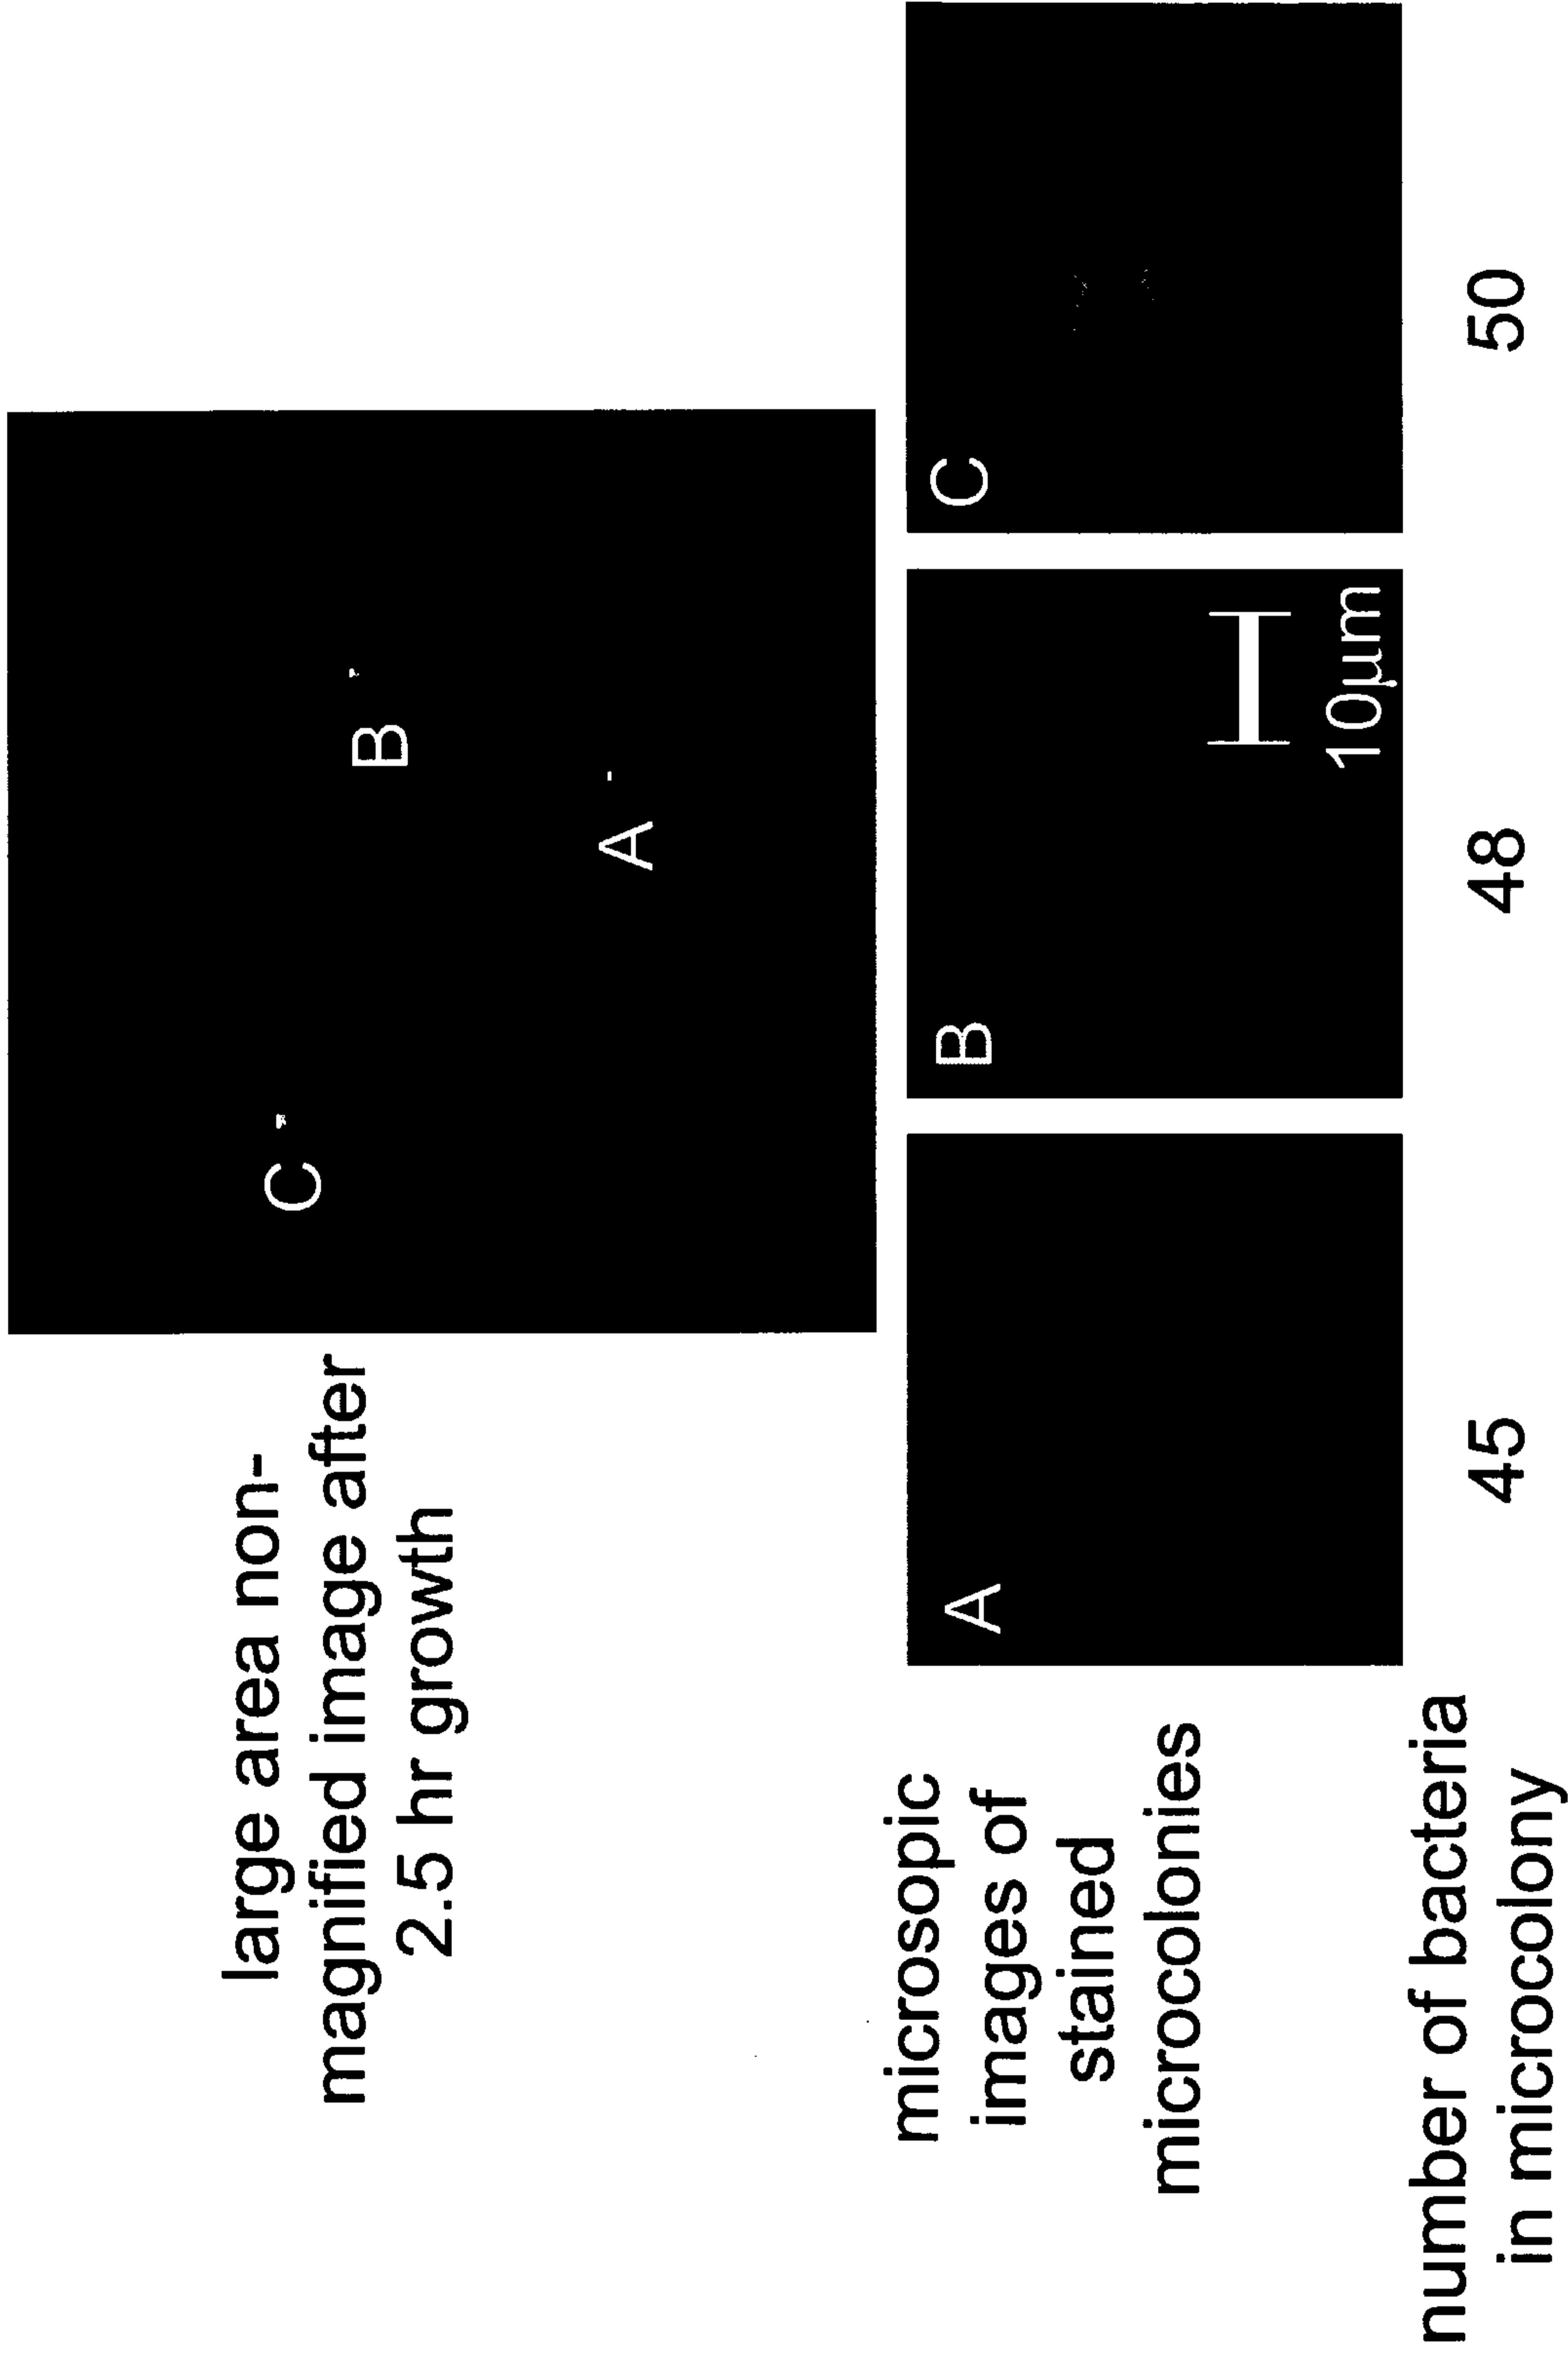 large area non-
magnified image after
2.5 hr growth
C
B
A
microsopic
images of
stained
microcolonies
A
B
10µm
C
number of bacteria
in microcolony
45
48
50